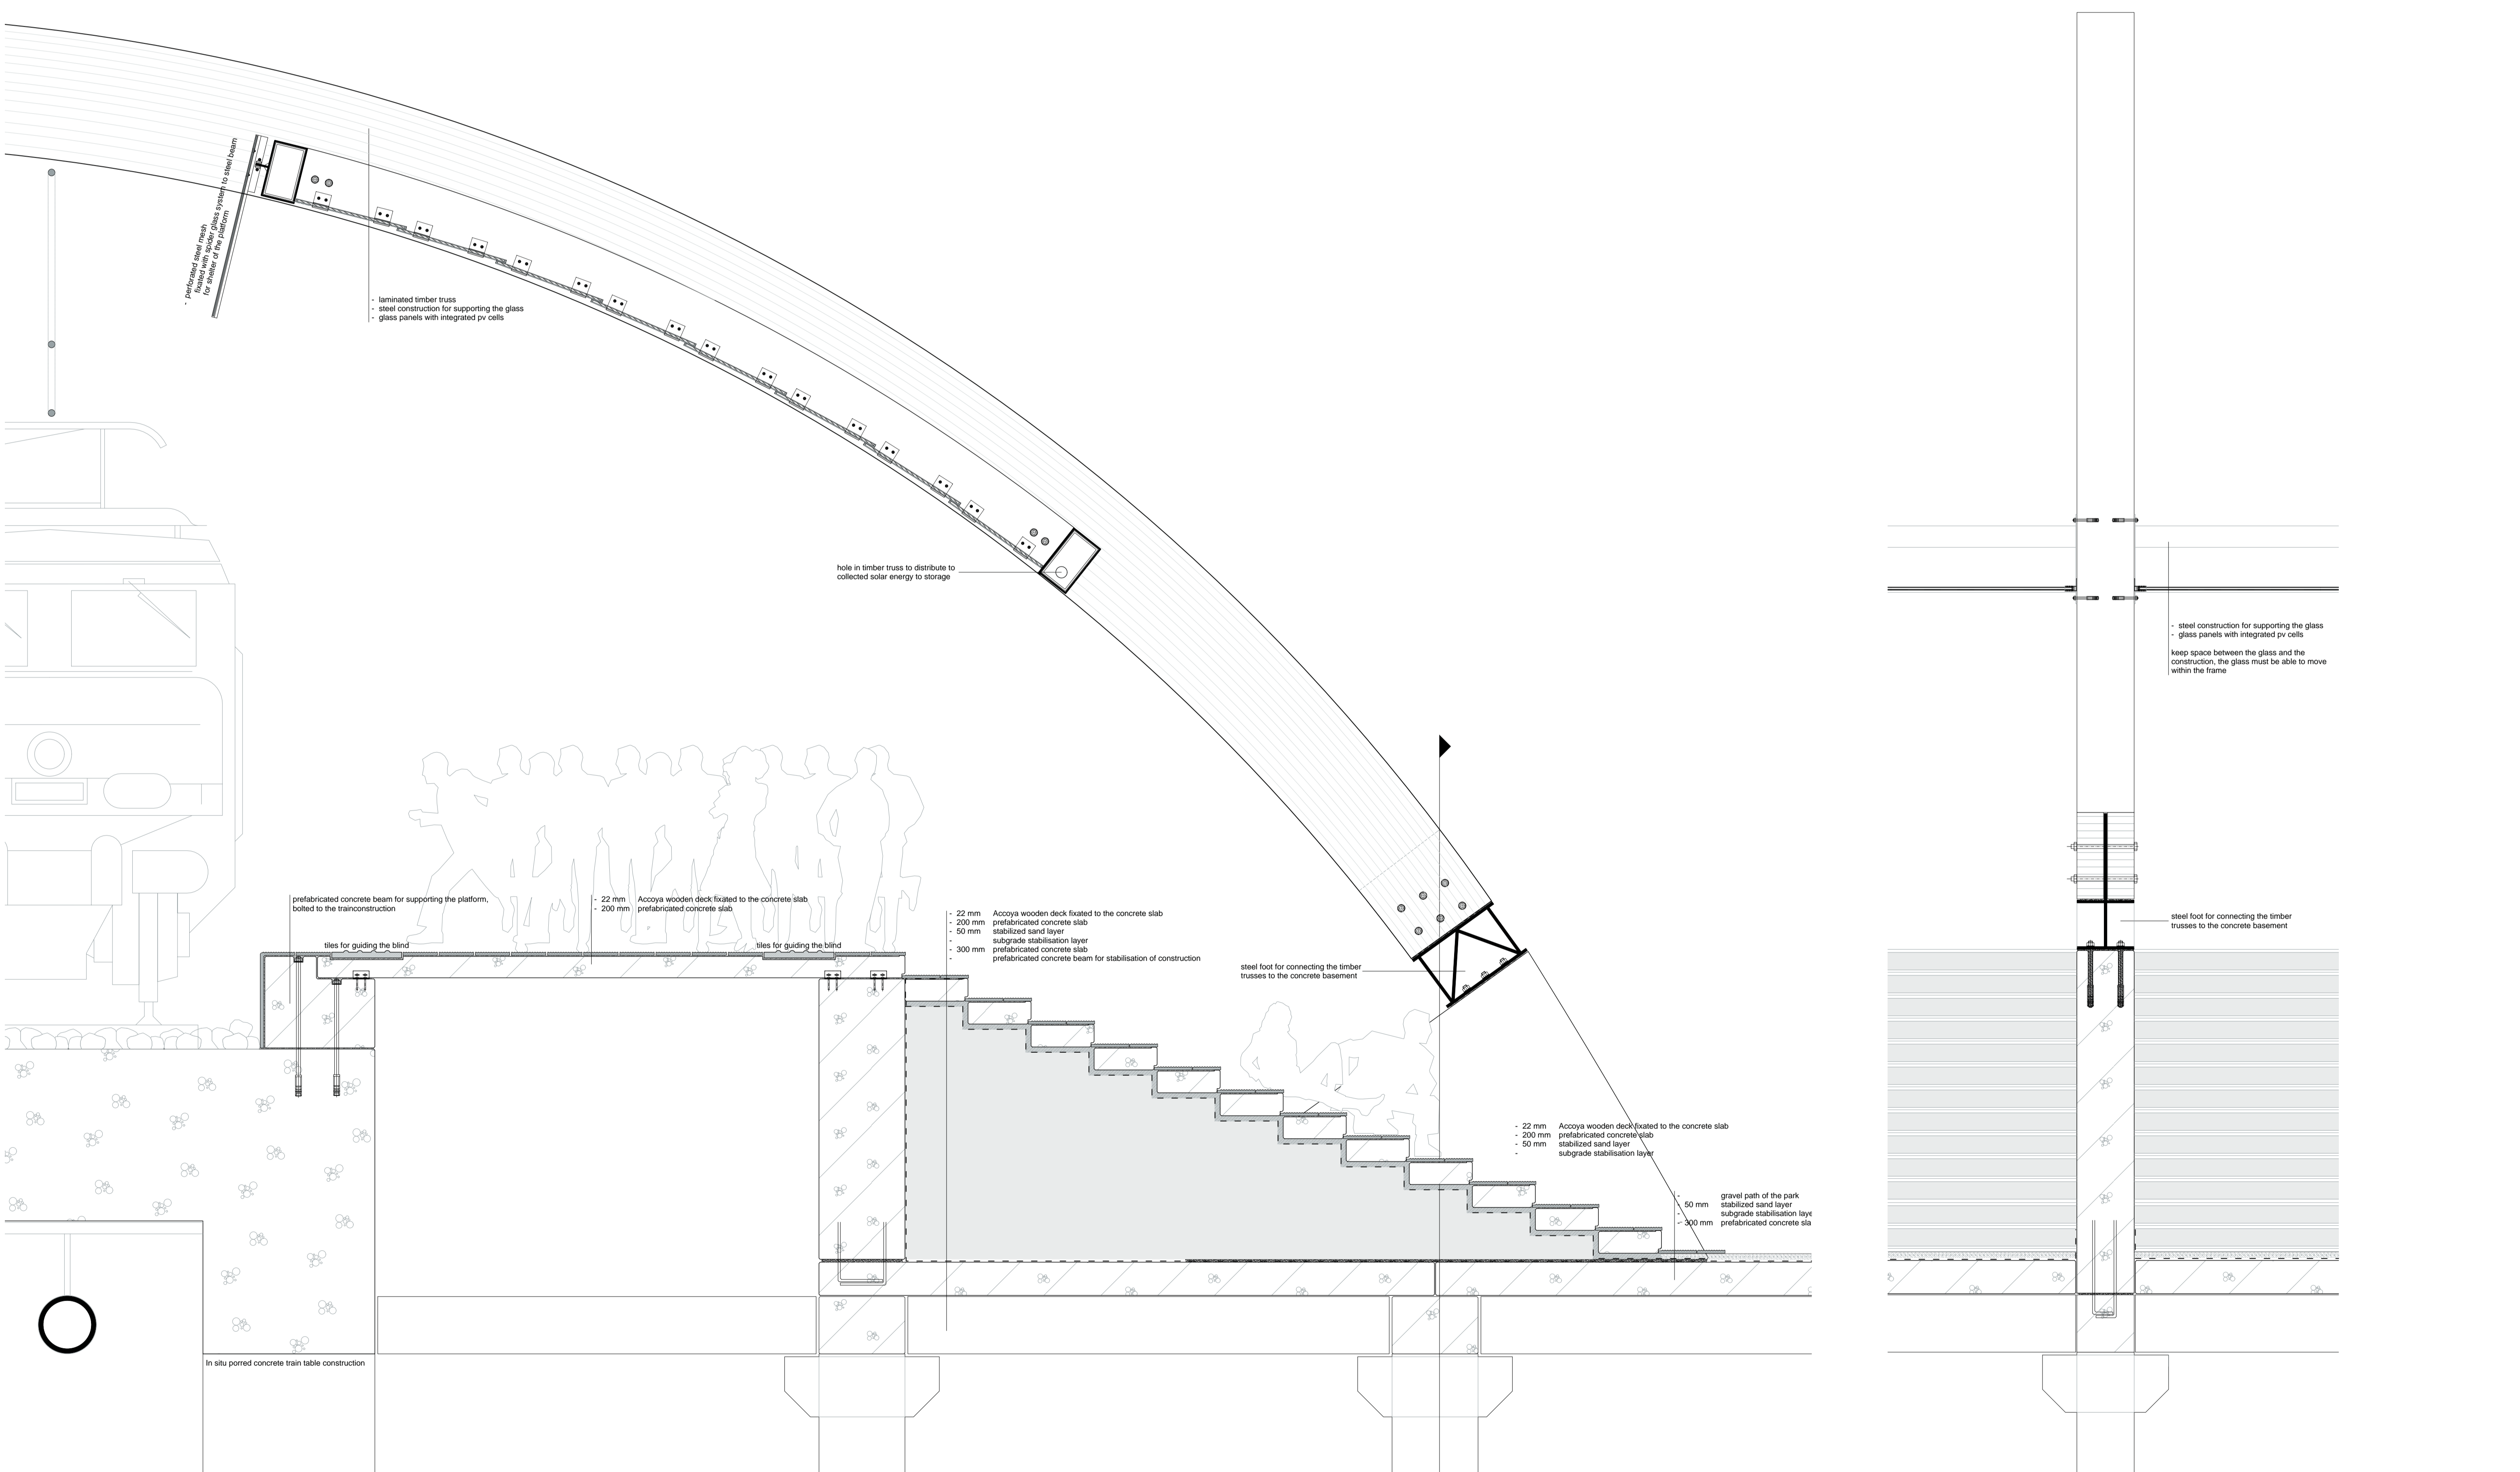 - perforated steel mesh
fixated with spider glass system to steel beam
for shelter of the platform
- laminated timber truss
- steel construction for supporting the glass
- glass panels with integrated pv cells
hole in timber truss to distribute to
collected solar energy to storage
- steel construction for supporting the glass
- glass panels with integrated pv cells
keep space between the glass and the
construction, the glass must be able to move
within the frame
prefabricated concrete beam for supporting the platform,
bolted to the trainconstruction
- 22 mm Accoya wooden deck fixated to the concrete slab
- 200 mm prefabricated concrete slab
tiles for guiding the blind
tiles for guiding the blind
- 22 mm Accoya wooden deck fixated to the concrete slab
- 200 mm prefabricated concrete slab
- 50 mm stabilized sand layer
- subgrade stabilisation layer
- 300 mm prefabricated concrete slab
- prefabricated concrete beam for stabilisation of construction
steel foot for connecting the timber
trusses to the concrete basement
steel foot for connecting the timber
trusses to the concrete basement
- 22 mm Accoya wooden deck fixated to the concrete slab
- 200 mm prefabricated concrete slab
- 50 mm stabilized sand layer
- subgrade stabilisation layer
- gravel path of the park
- 50 mm stabilized sand layer
- subgrade stabilisation laye
- 300 mm prefabricated concrete sla
In situ porred concrete train table construction